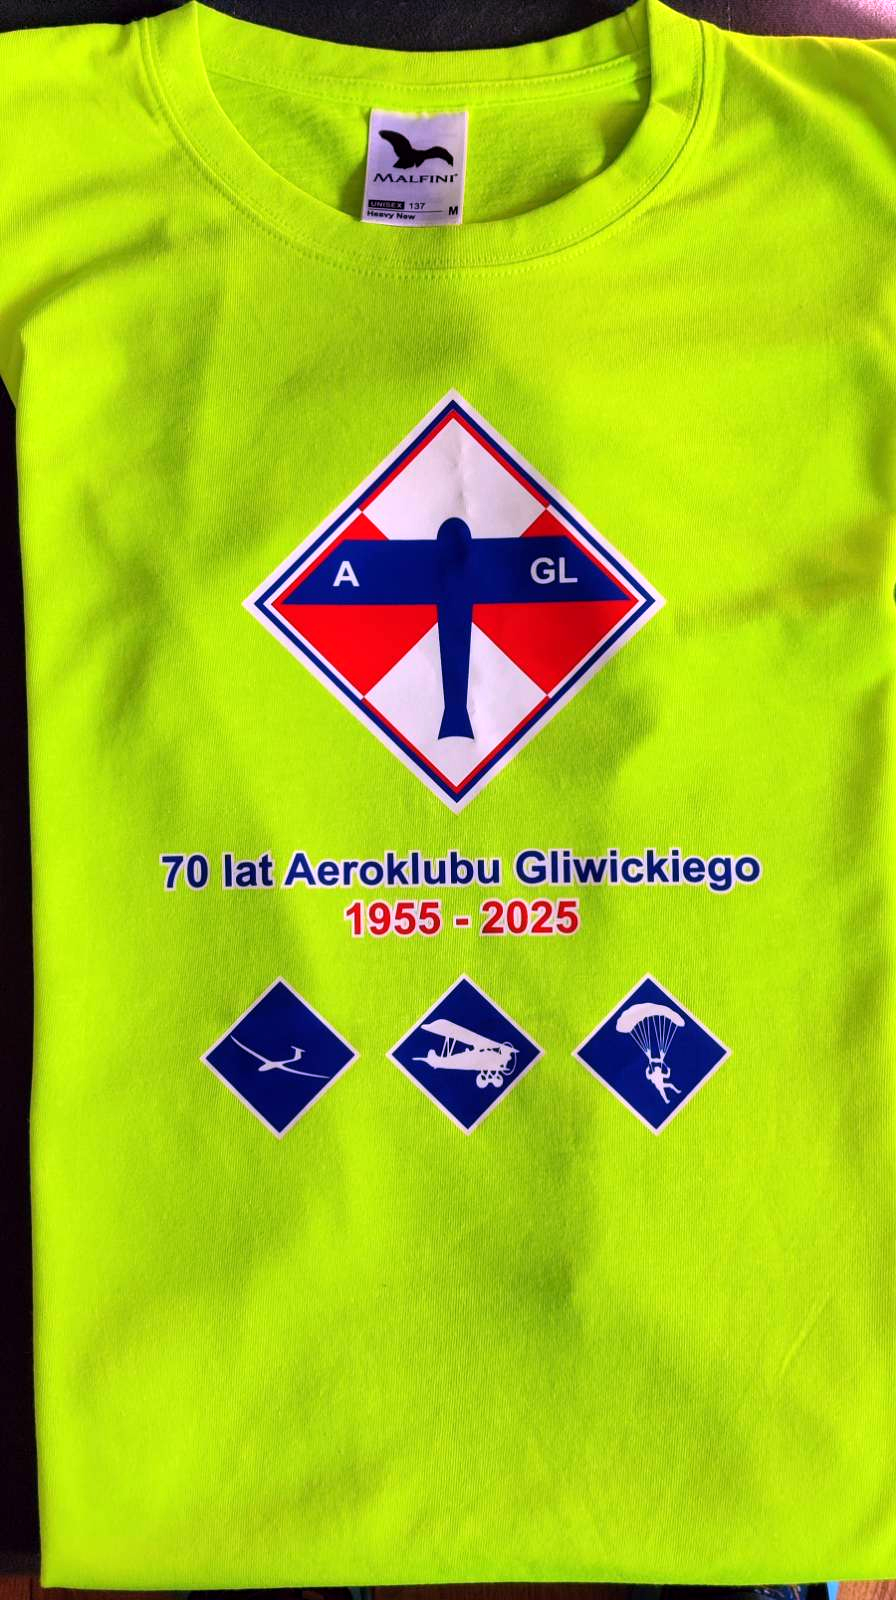 MALFINI
UNISEX 137
Heavy New M
A GL
70 lat Aeroklubu Gliwickiego
1955 - 2025